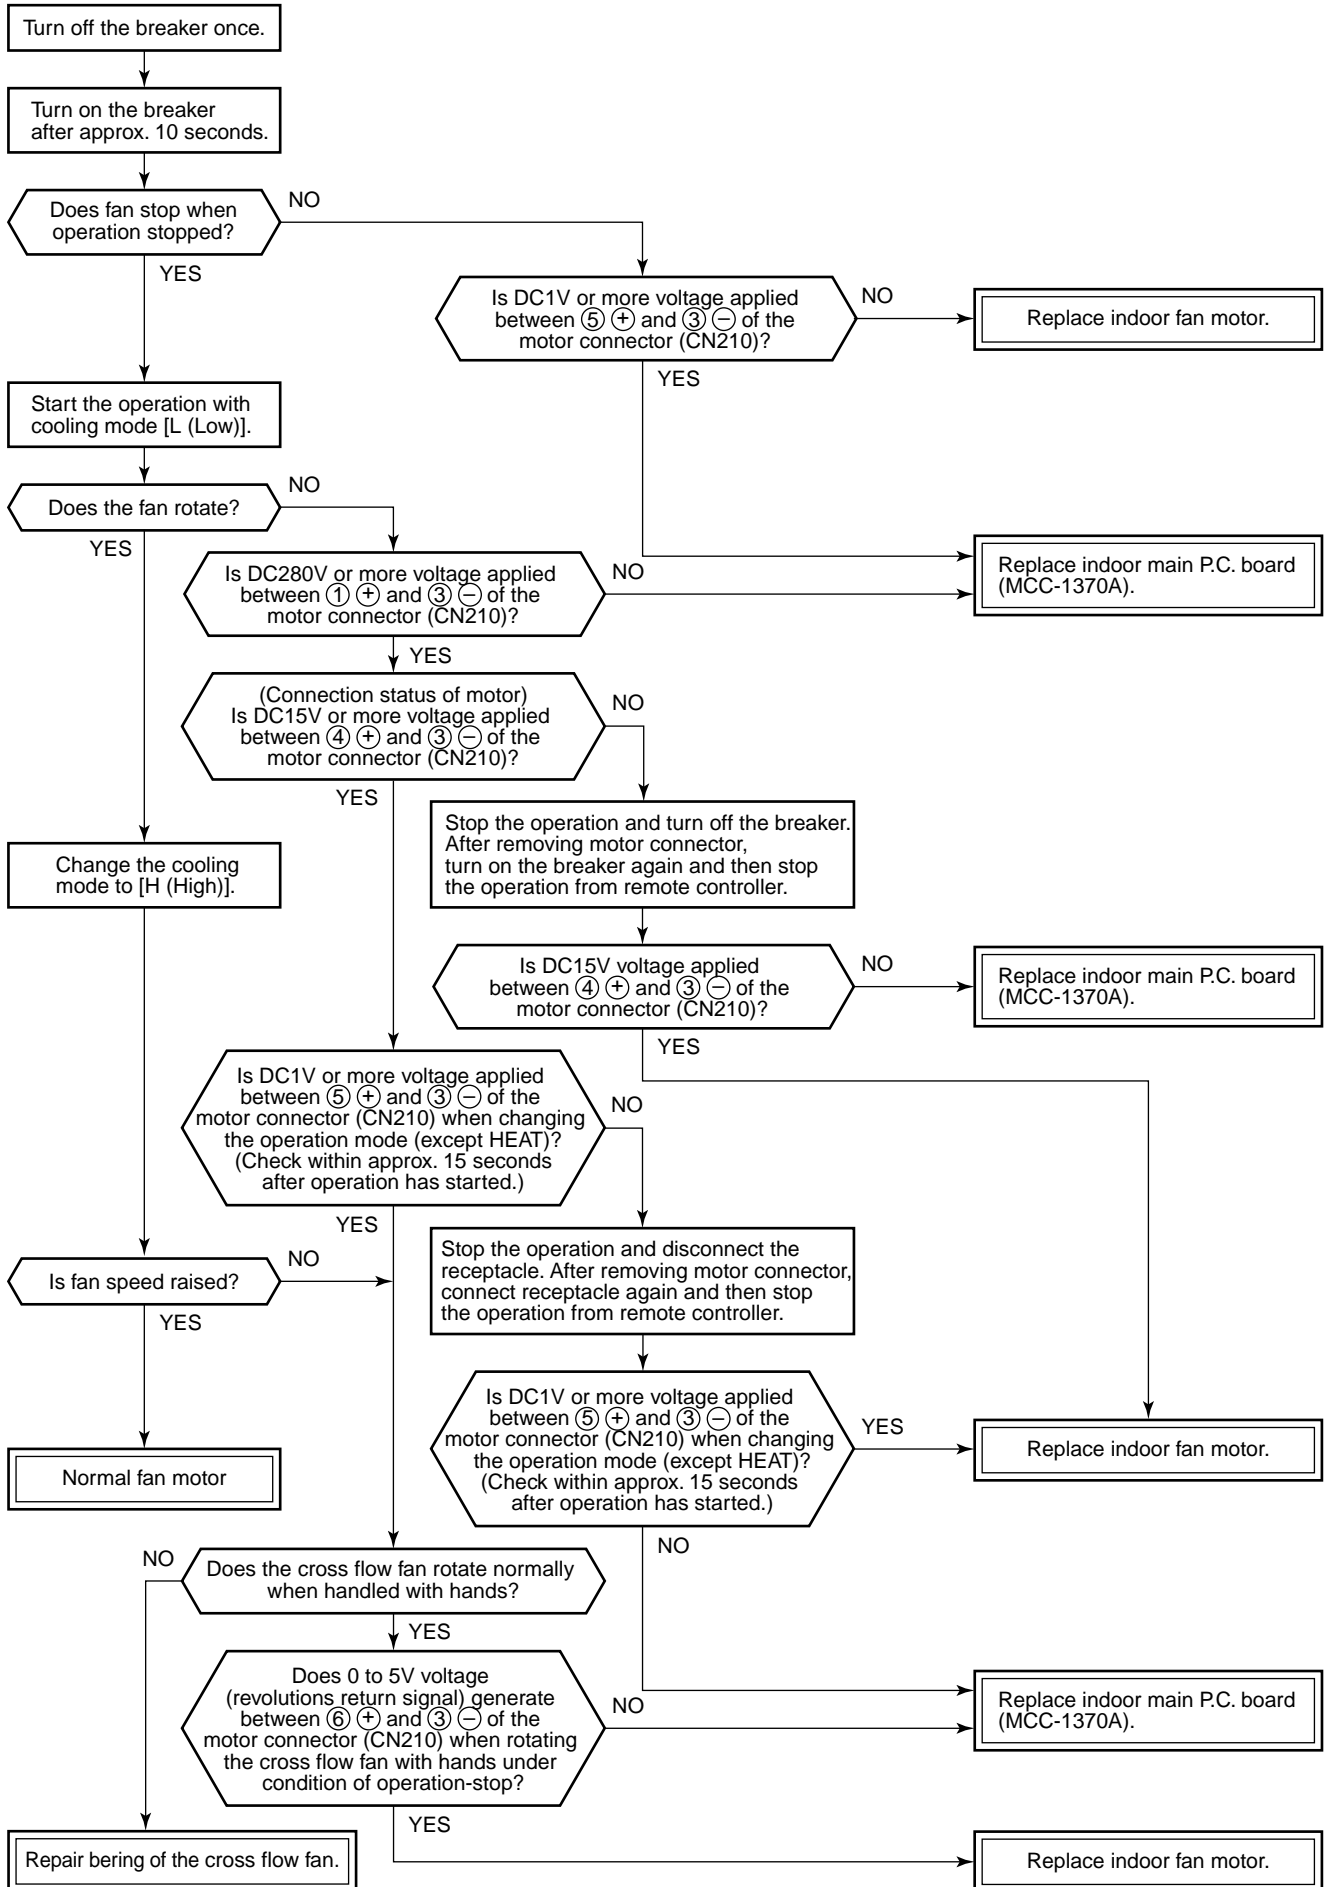 Turn off the breaker once.
Turn on the breaker
after approx. 10 seconds.
Does fan stop when
operation stopped?
NO
YES
Is DC1V or more voltage applied
between ⑤ ⊕ and ③ ⊖ of the
motor connector (CN210)?
NO
Replace indoor fan motor.
YES
Start the operation with
cooling mode [L (Low)].
Does the fan rotate?
NO
YES
Is DC280V or more voltage applied
between ① ⊕ and ③ ⊖ of the
motor connector (CN210)?
NO
Replace indoor main P.C. board
(MCC-1370A).
YES
(Connection status of motor)
Is DC15V or more voltage applied
between ④ ⊕ and ③ ⊖ of the
motor connector (CN210)?
NO
YES
Stop the operation and turn off the breaker.
After removing motor connector,
turn on the breaker again and then stop
the operation from remote controller.
Change the cooling
mode to [H (High)].
Is DC15V voltage applied
between ④ ⊕ and ③ ⊖ of the
motor connector (CN210)?
NO
Replace indoor main P.C. board
(MCC-1370A).
YES
Is DC1V or more voltage applied
between ⑤ ⊕ and ③ ⊖ of the
motor connector (CN210) when changing
the operation mode (except HEAT)?
(Check within approx. 15 seconds
after operation has started.)
NO
YES
Stop the operation and disconnect the
receptacle. After removing motor connector,
connect receptacle again and then stop
the operation from remote controller.
Is fan speed raised?
NO
YES
Is DC1V or more voltage applied
between ⑤ ⊕ and ③ ⊖ of the
motor connector (CN210) when changing
the operation mode (except HEAT)?
(Check within approx. 15 seconds
after operation has started.)
YES
Replace indoor fan motor.
NO
Normal fan motor
Does the cross flow fan rotate normally
when handled with hands?
NO
YES
Does 0 to 5V voltage
(revolutions return signal) generate
between ⑥ ⊕ and ③ ⊖ of the
motor connector (CN210) when rotating
the cross flow fan with hands under
condition of operation-stop?
NO
Replace indoor main P.C. board
(MCC-1370A).
YES
Repair bering of the cross flow fan.
Replace indoor fan motor.